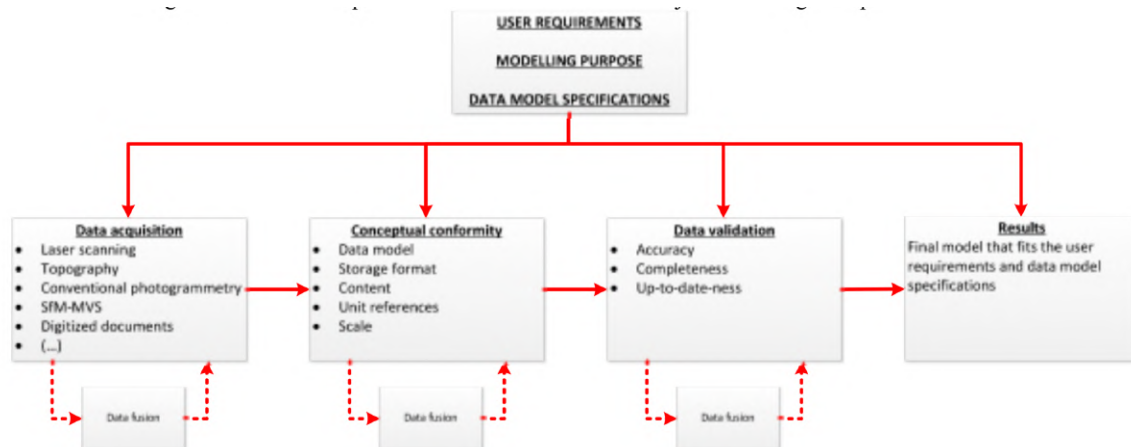 USER REQUIREMENTS
MODELLING PURPOSE
DATA MODEL SPECIFICATIONS
Data acquisition
• Laser scanning
• Topography
• Conventional photogrammetry
• SfM-MVS
• Digitized documents
• (...)
Conceptual conformity
• Data model
• Storage format
• Content
• Unit references
• Scale
Data validation
• Accuracy
• Completeness
• Up-to-date-ness
Results
Final model that fits the user
requirements and data model
specifications
Data fusion
Data fusion
Data fusion